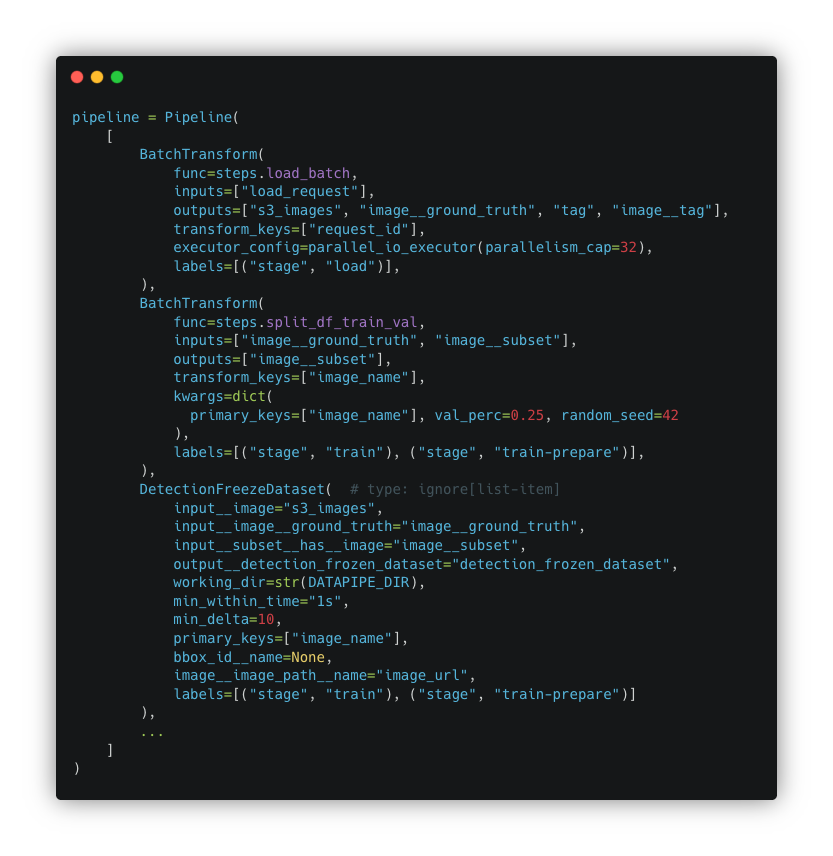 pipeline = Pipeline(
    [
        BatchTransform(
            func=steps.load_batch,
            inputs=["load_request"],
            outputs=["s3_images", "image__ground_truth", "tag", "image__tag"],
            transform_keys=["request_id"],
            executor_config=parallel_io_executor(parallelism_cap=32),
            labels=[("stage", "load")],
        ),
        BatchTransform(
            func=steps.split_df_train_val,
            inputs=["image__ground_truth", "image__subset"],
            outputs=["image__subset"],
            transform_keys=["image_name"],
            kwargs=dict(
              primary_keys=["image_name"], val_perc=0.25, random_seed=42
            ),
            labels=[("stage", "train"), ("stage", "train-prepare")],
        ),
        DetectionFreezeDataset(  # type: ignore[list-item]
            input__image="s3_images",
            input__image__ground_truth="image__ground_truth",
            input__subset__has__image="image__subset",
            output__detection_frozen_dataset="detection_frozen_dataset",
            working_dir=str(DATAPIPE_DIR),
            min_within_time="1s",
            min_delta=10,
            primary_keys=["image_name"],
            bbox_id__name=None,
            image__image_path__name="image_url",
            labels=[("stage", "train"), ("stage", "train-prepare")]
        ),
        ...
    ]
)